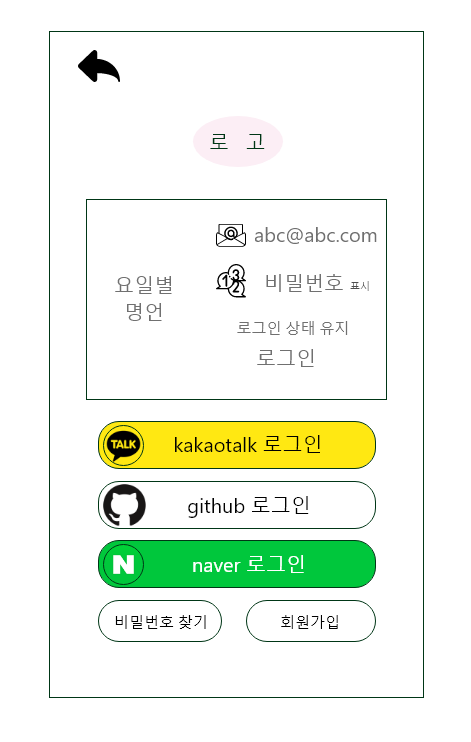 로 고
abc@abc.com
요일별
명언
비밀번호 표시
로그인 상태 유지
로그인
TALK
kakaotalk 로그인
github 로그인
N
naver 로그인
비밀번호 찾기
회원가입